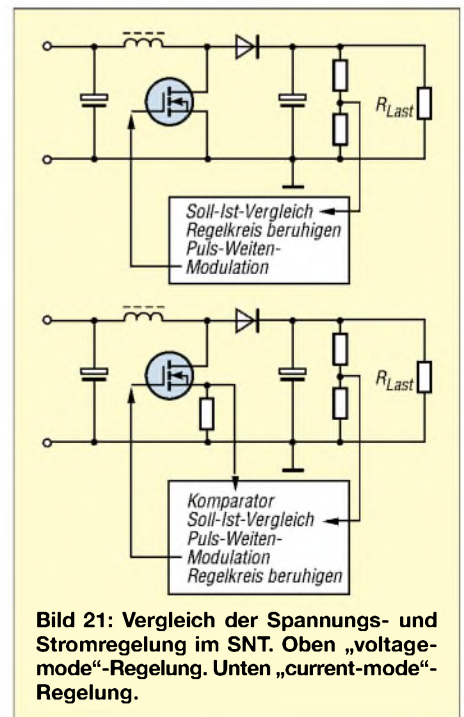 R_Last
Soll-Ist-Vergleich
Regelkreis beruhigen
Puls-Weiten-
Modulation
R_Last
Komparator
Soll-Ist-Vergleich
Puls-Weiten-
Modulation
Regelkreis beruhigen
Bild 21: Vergleich der Spannungs- und
Stromregelung im SNT. Oben „voltage-
mode“-Regelung. Unten „current-mode“-
Regelung.